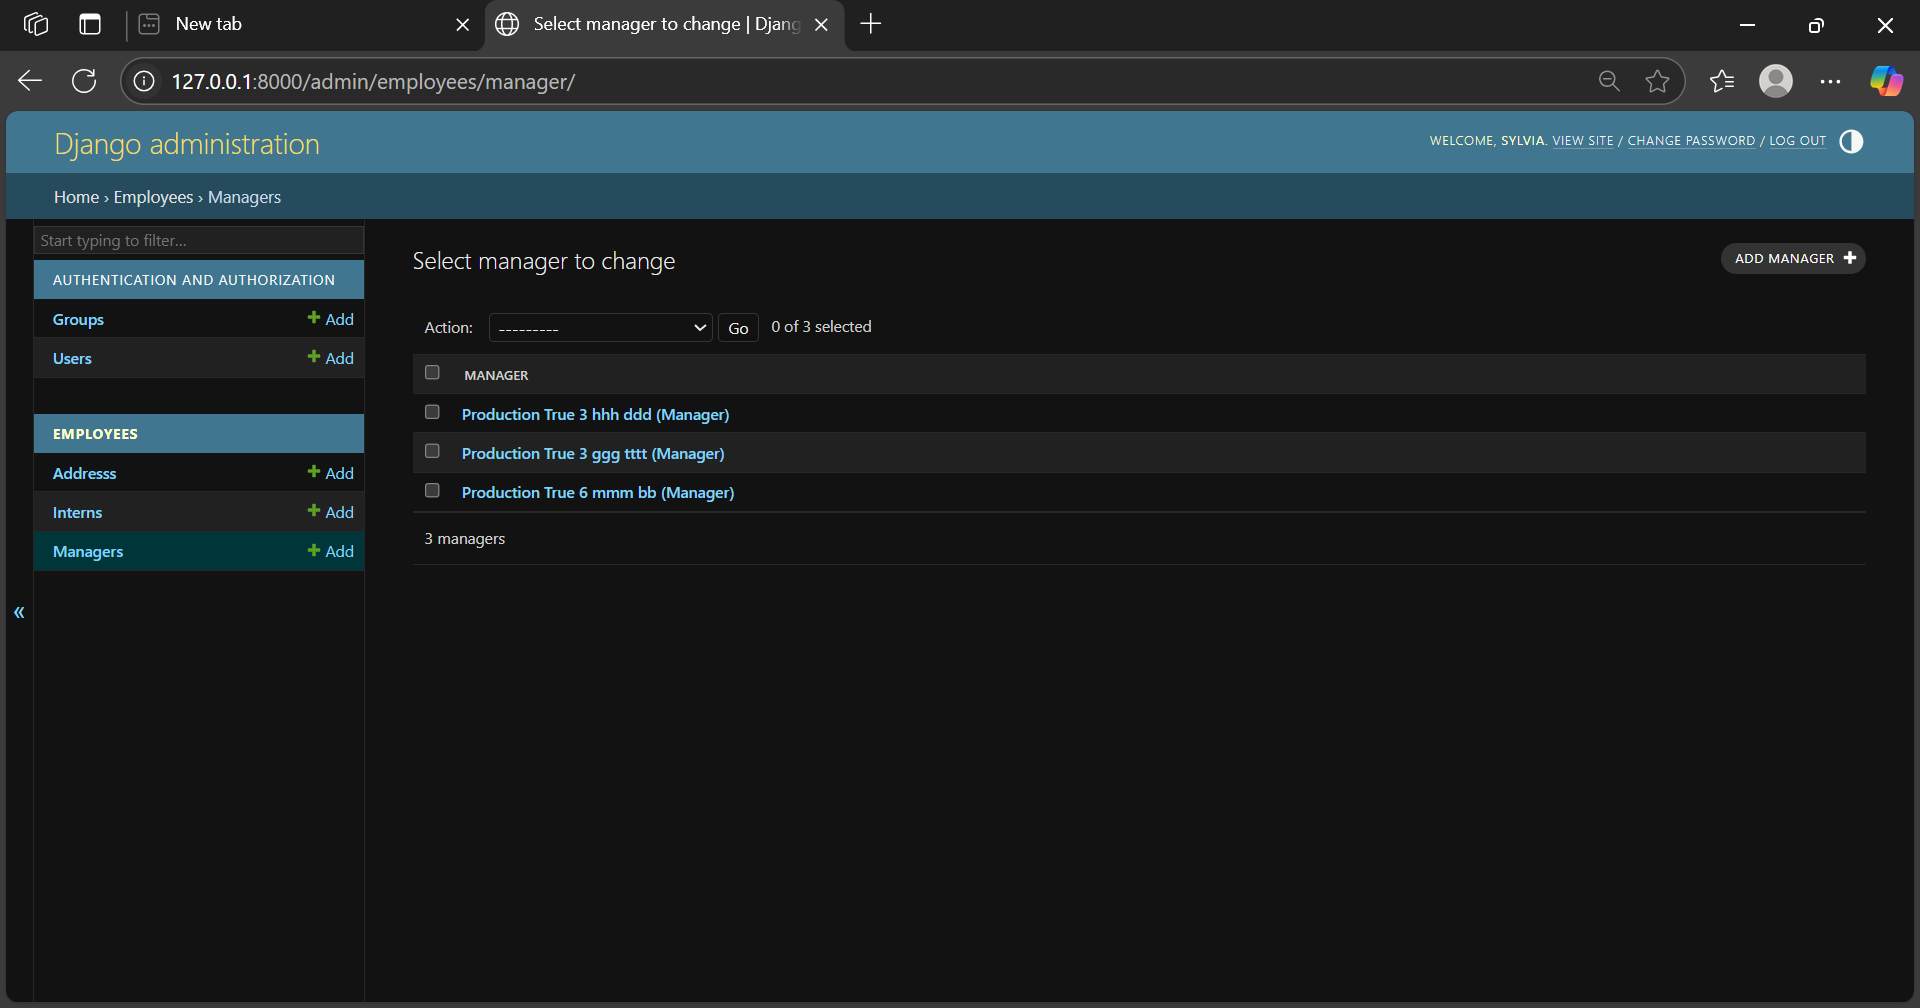 New tab
Select manager to change | Djang
127.0.0.1:8000/admin/employees/manager/
Django administration
WELCOME, SYLVIA. VIEW SITE / CHANGE PASSWORD / LOG OUT
Home › Employees › Managers
Start typing to filter...
AUTHENTICATION AND AUTHORIZATION
Groups + Add
Users + Add
EMPLOYEES
Addresss + Add
Interns + Add
Managers + Add
«
Select manager to change
ADD MANAGER +
Action: --------- Go 0 of 3 selected
MANAGER
Production True 3 hhh ddd (Manager)
Production True 3 ggg tttt (Manager)
Production True 6 mmm bb (Manager)
3 managers